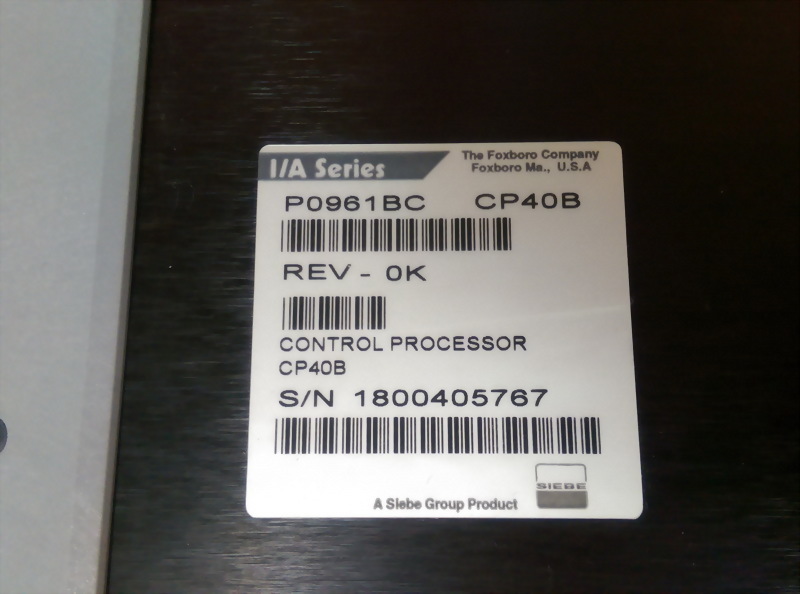 I/A Series
The Foxboro Company
Foxboro Ma., U.S.A
P0961BC CP40B
REV - 0K
CONTROL PROCESSOR
CP40B
S/N 1800405767
SIEBE
A Siebe Group Product